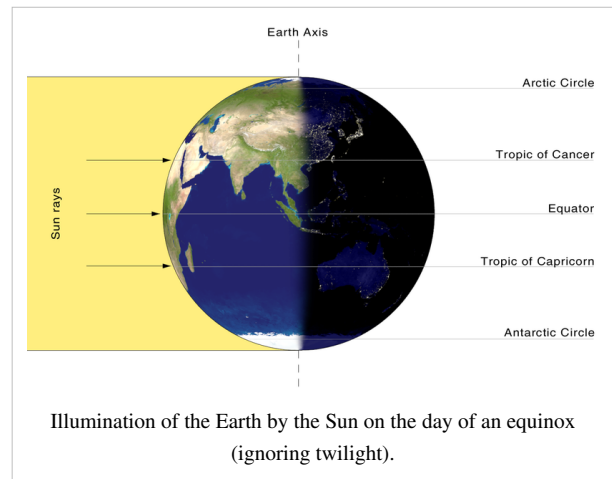 Earth Axis
Arctic Circle
Tropic of Cancer
Equator
Sun rays
Tropic of Capricorn
Antarctic Circle
Illumination of the Earth by the Sun on the day of an equinox
(ignoring twilight).